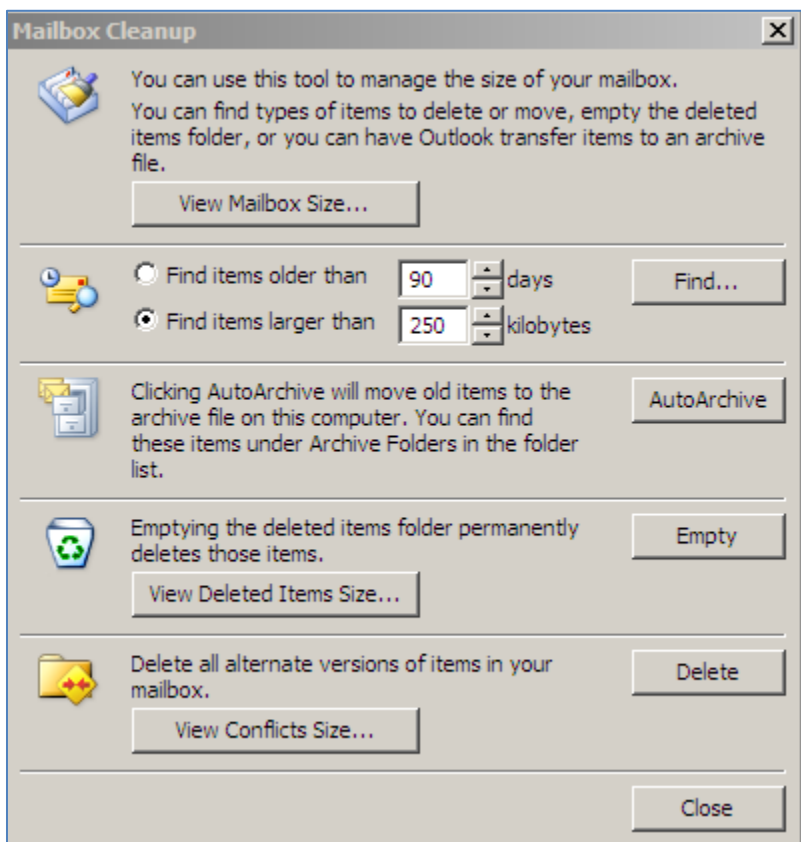 Mailbox Cleanup
You can use this tool to manage the size of your mailbox.
You can find types of items to delete or move, empty the deleted
items folder, or you can have Outlook transfer items to an archive
file.
View Mailbox Size...
Find items older than 90 days Find...
Find items larger than 250 kilobytes
Clicking AutoArchive will move old items to the AutoArchive
archive file on this computer. You can find
these items under Archive Folders in the folder
list.
Emptying the deleted items folder permanently Empty
deletes those items.
View Deleted Items Size...
Delete all alternate versions of items in your Delete
mailbox.
View Conflicts Size...
Close